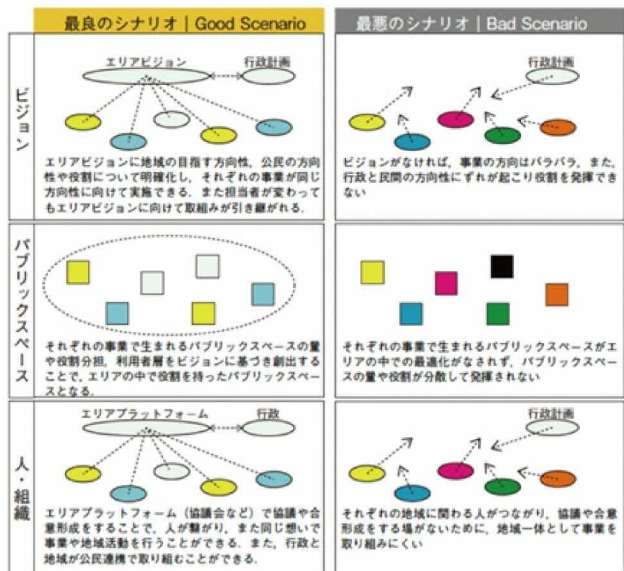 最良のシナリオ | Good Scenario
最悪のシナリオ | Bad Scenario
ビジョン
エリアビジョン
行政計画
エリアビジョンに地域の目指す方向性，公民の方向
性や役割について明確化し，それぞれの事業が同じ
方向性に向けて実施できる．また担当者が変わって
もエリアビジョンに向けて取組みが引き継がれる．
行政計画
ビジョンがなければ，事業の方向はバラバラ，また，
行政と民間の方向性にずれが起こり役割を発揮でき
ない
パブリックスペース
それぞれの事業で生まれるパブリックスペースの量
や役割分担，利用者層をビジョンに基づき創出するこ
とで，エリアの中で役割を持ったパブリックスペー
スとなる．
それぞれの事業で生まれるパブリックスペースがエ
リアの中での最適化がなされず，パブリックスペー
スの量や役割が分散して発揮されない
人・組織
エリアプラットフォーム
行政
エリアプラットフォーム（協議会など）で協議や合
意形成をすることで，人が繋がり，また同じ想いで
事業や地域活動を行うことができる．また，行政と
地域が公民連携で取り組むことができる．
行政計画
それぞれの地域に関わる人がつながり，協議や合意
形成をする場がないために，地域一体として事業を
取り組みにくい